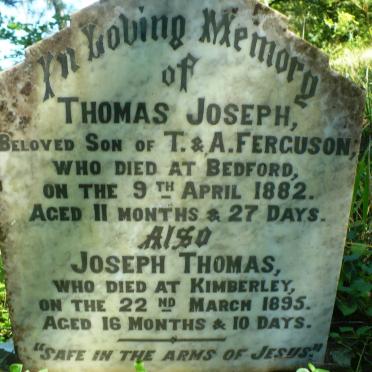 In Loving Memory
of
THOMAS JOSEPH,
BELOVED SON OF T. & A. FERGUSON,
WHO DIED AT BEDFORD,
ON THE 9TH APRIL 1882.
AGED 11 MONTHS & 27 DAYS.
Also
JOSEPH THOMAS,
WHO DIED AT KIMBERLEY,
ON THE 22ND MARCH 1895.
AGED 16 MONTHS & 10 DAYS.
"SAFE IN THE ARMS OF JESUS."